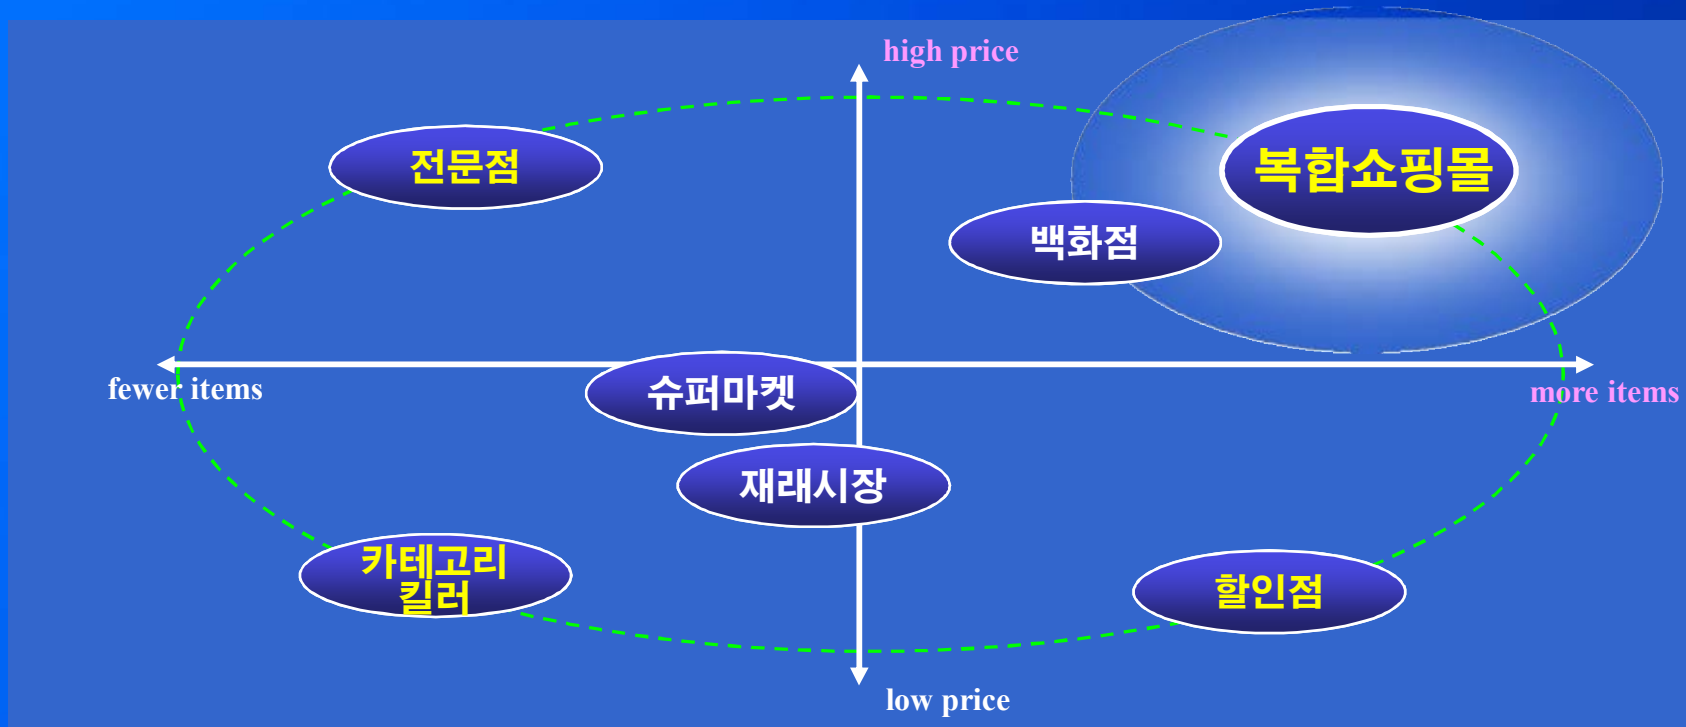 high price
전문점
복합쇼핑몰
백화점
fewer items
슈퍼마켓
more items
재래시장
카테고리
킬러
할인점
low price